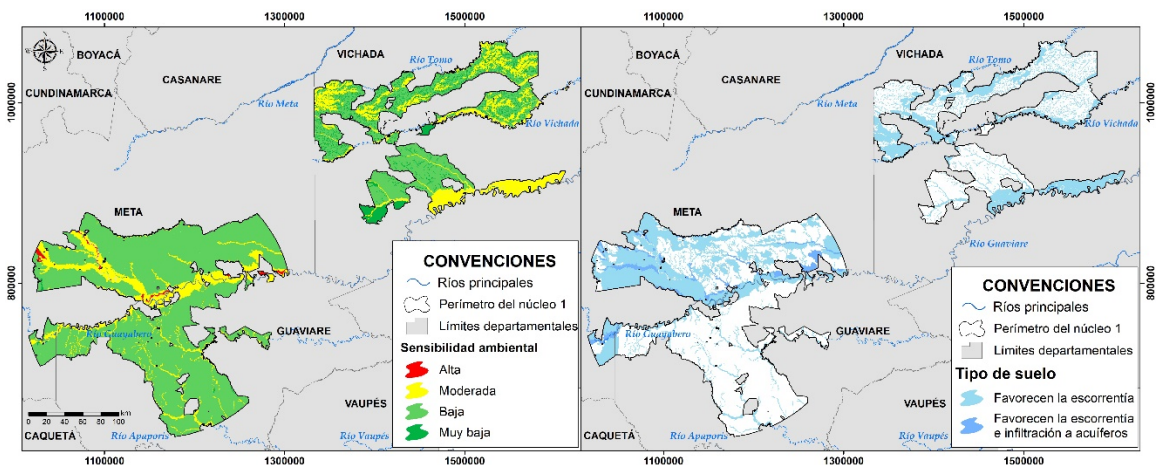 1100000 1300000 1500000
1000000
800000
BOYACÁ
CUNDINAMARCA
CASANARE
VICHADA
Río Tomo
Río Meta
Río Vichada
META
Río Guayabero
GUAVIARE
VAUPÉS
CAQUETÁ
Río Apaporis
Río Vaupés
0 20 40 60 80 100
km
CONVENCIONES
Ríos principales
Perímetro del núcleo 1
Límites departamentales
Sensibilidad ambiental
Alta
Moderada
Baja
Muy baja
1100000 1300000 1500000
1100000 1300000 1500000
BOYACÁ
CUNDINAMARCA
CASANARE
VICHADA
Río Tomo
Río Meta
Río Vichada
META
Río Guaviare
Río Guayabero
GUAVIARE
VAUPÉS
CAQUETÁ
Río Apaporis
Río Vaupés
CONVENCIONES
Ríos principales
Perímetro del núcleo 1
Límites departamentales
Tipo de suelo
Favorecen la escorrentía
Favorecen la escorrentía
e infiltración a acuíferos
1000000
800000
1100000 1300000 1500000